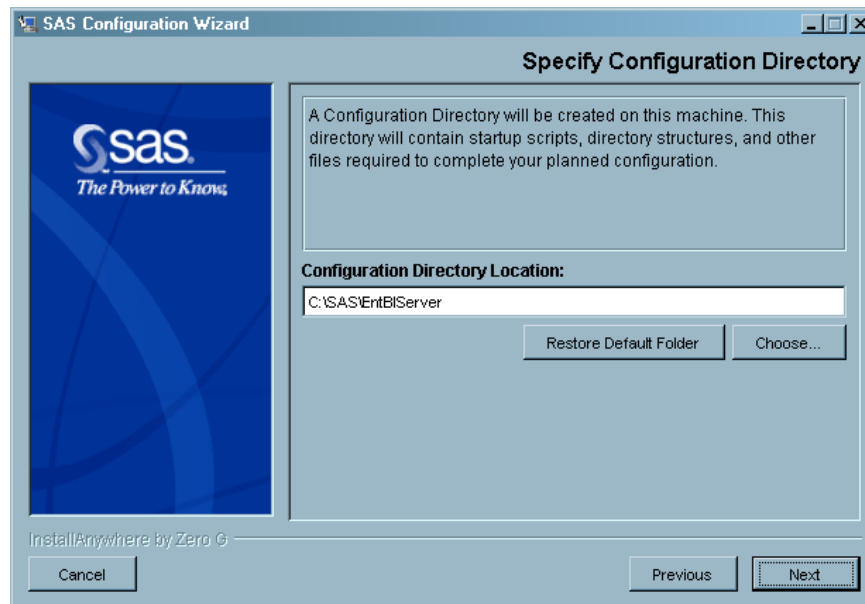 SAS Configuration Wizard
Specify Configuration Directory
sas.
The Power to Know.
A Configuration Directory will be created on this machine. This
directory will contain startup scripts, directory structures, and other
files required to complete your planned configuration.
Configuration Directory Location:
C:\SAS\EntBIServer
Restore Default Folder
Choose...
InstallAnywhere by Zero G
Cancel
Previous
Next